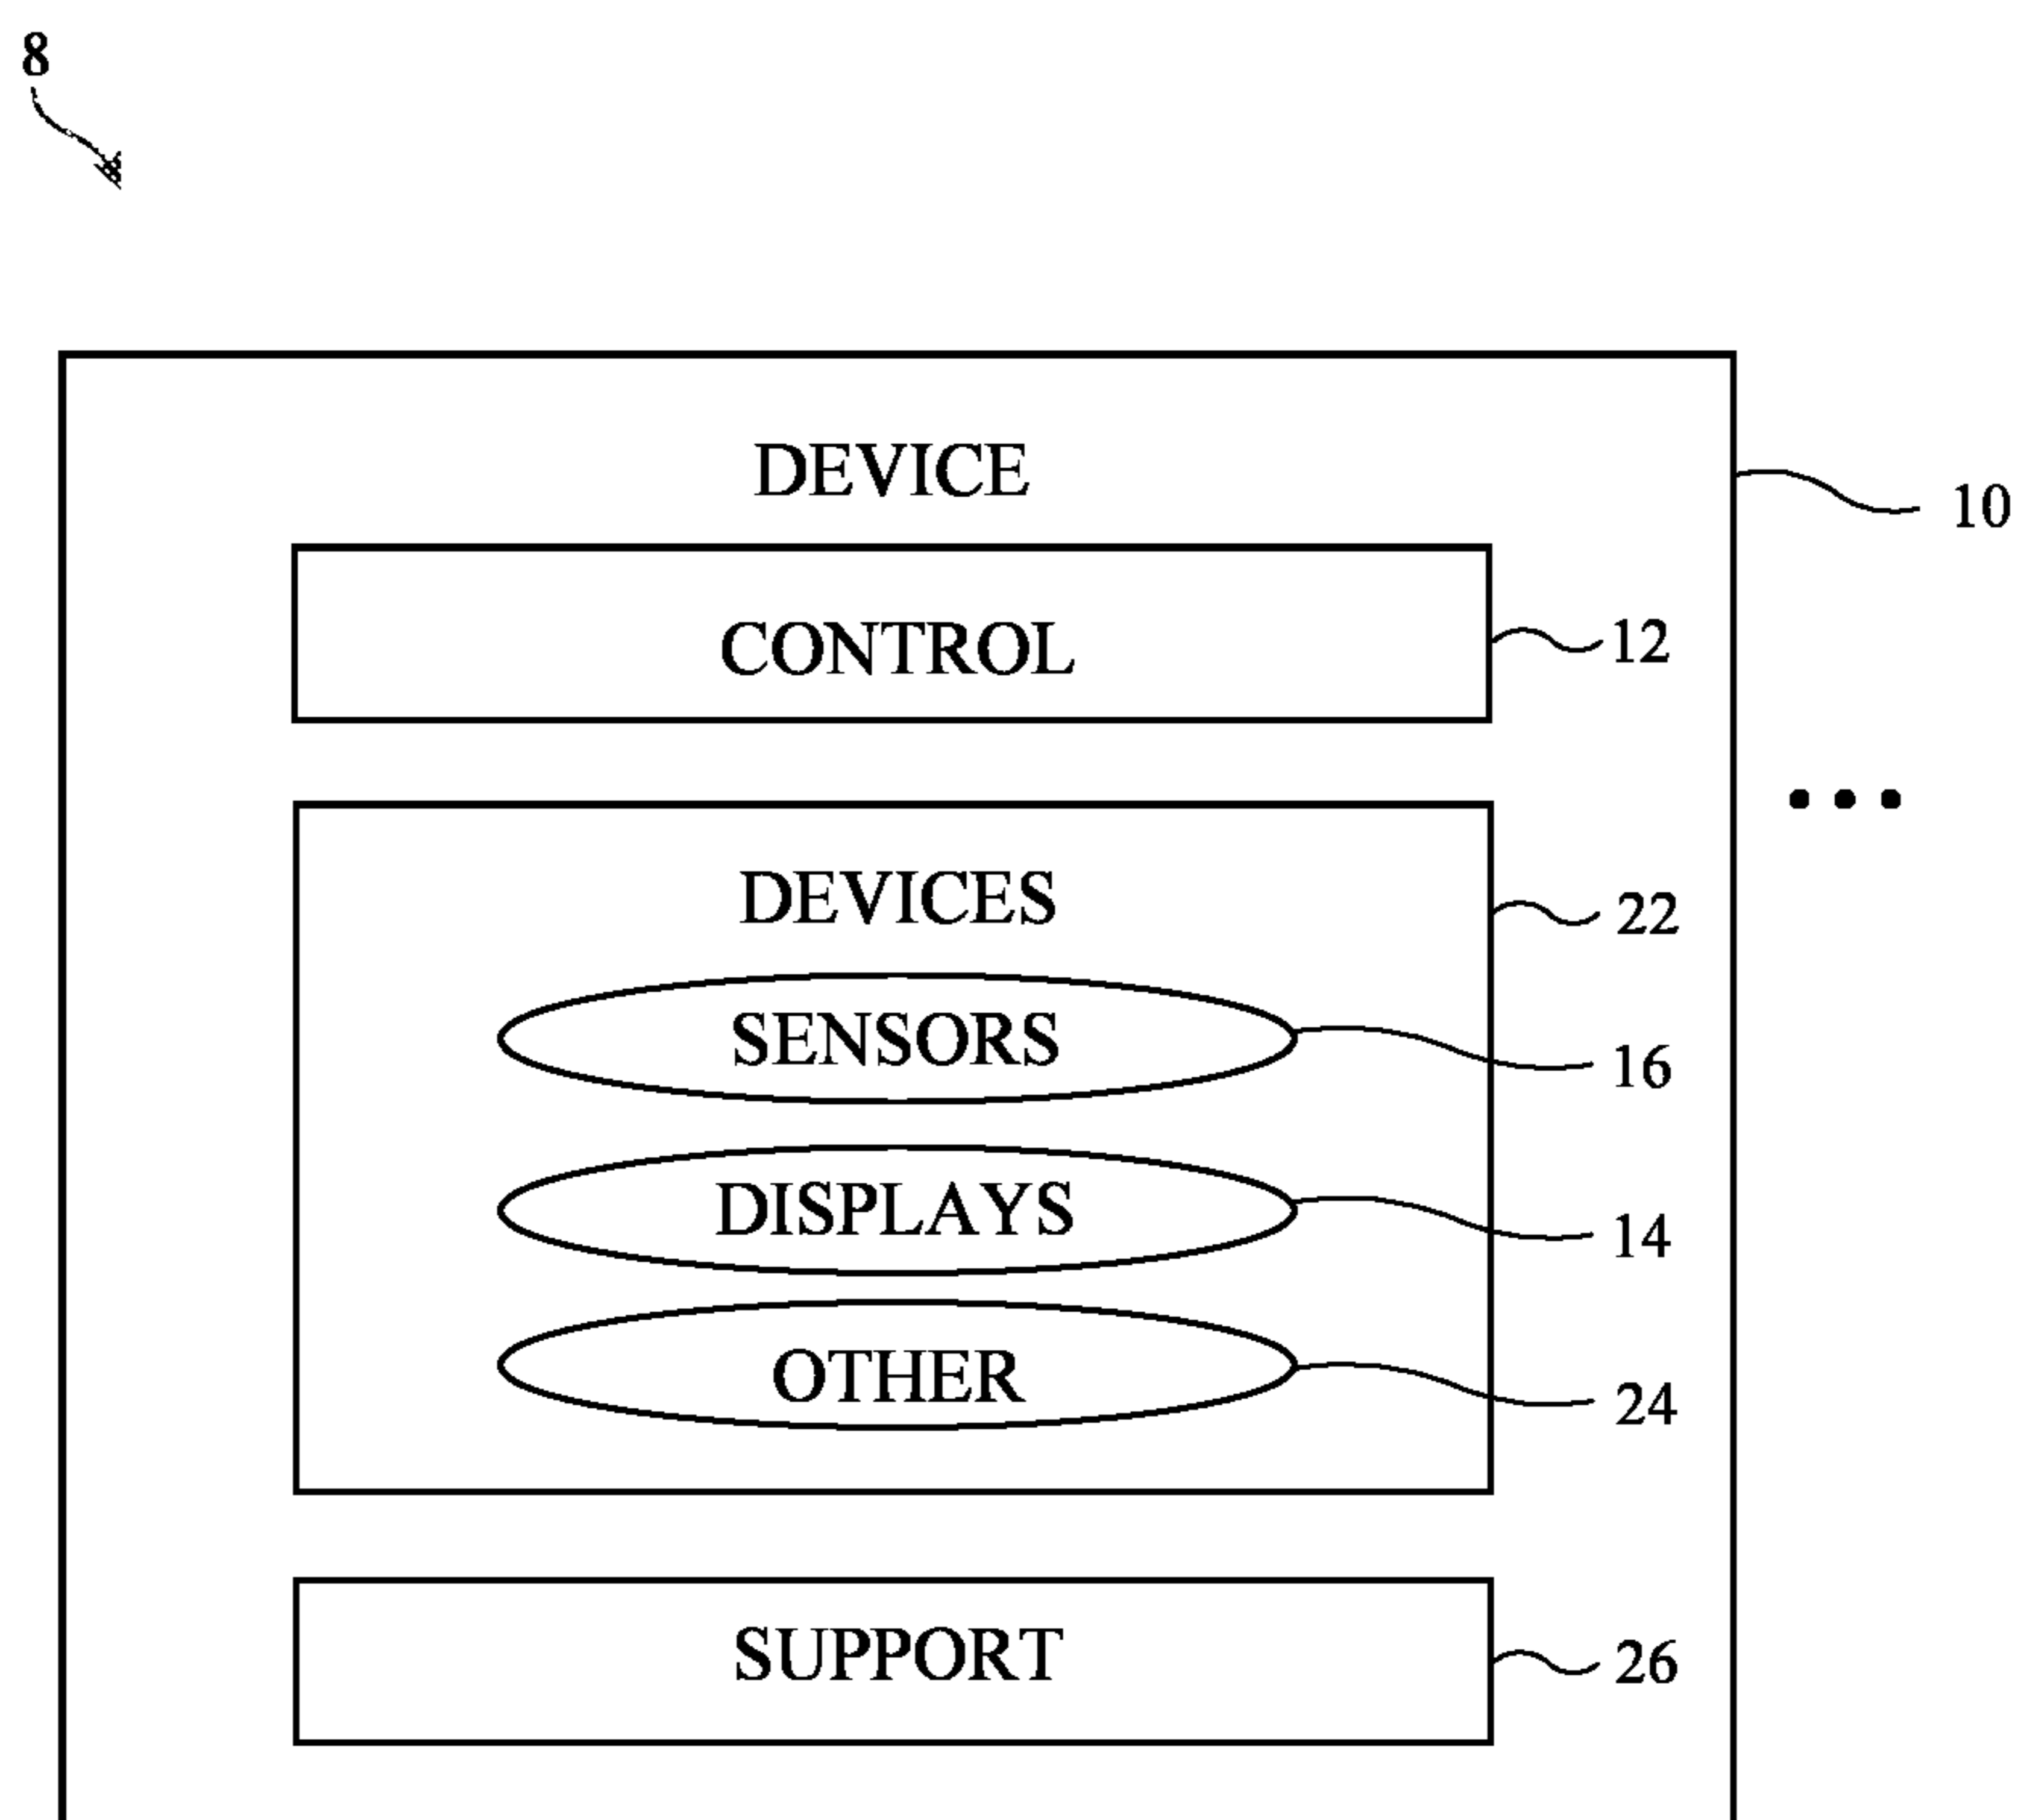 8
DEVICE
10
CONTROL
12
...
DEVICES
22
SENSORS
16
DISPLAYS
14
OTHER
24
SUPPORT
26